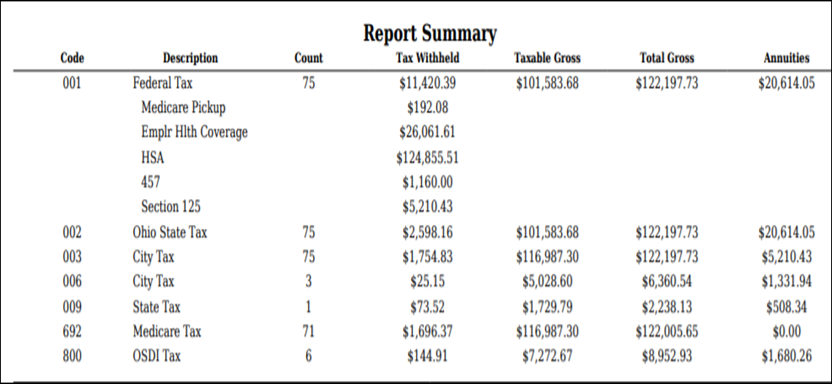 Report Summary
Code Description Count Tax Withheld Taxable Gross Total Gross Annuities
001 Federal Tax 75 $11,420.39 $101,583.68 $122,197.73 $20,614.05
Medicare Pickup $192.08
Emplr Hlth Coverage $26,061.61
HSA $124,855.51
457 $1,160.00
Section 125 $5,210.43
002 Ohio State Tax 75 $2,598.16 $101,583.68 $122,197.73 $20,614.05
003 City Tax 75 $1,754.83 $116,987.30 $122,197.73 $5,210.43
006 City Tax 3 $25.15 $5,028.60 $6,360.54 $1,331.94
009 State Tax 1 $73.52 $1,729.79 $2,238.13 $508.34
692 Medicare Tax 71 $1,696.37 $116,987.30 $122,005.65 $0.00
800 OSDI Tax 6 $144.91 $7,272.67 $8,952.93 $1,680.26